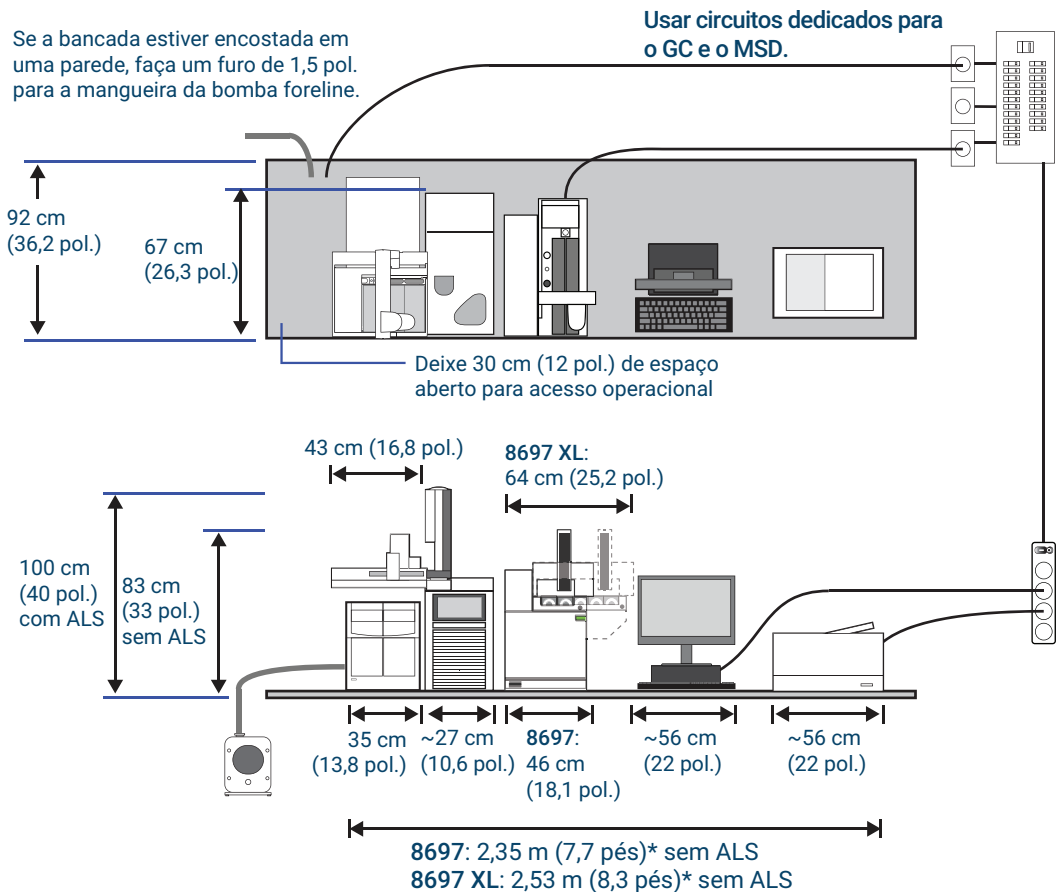 Se a bancada estiver encostada em
uma parede, faça um furo de 1,5 pol.
para a mangueira da bomba foreline.
Usar circuitos dedicados para
o GC e o MSD.
92 cm
(36,2 pol.)
67 cm
(26,3 pol.)
Deixe 30 cm (12 pol.) de espaço
aberto para acesso operacional
43 cm (16,8 pol.)
8697 XL:
64 cm (25,2 pol.)
100 cm
(40 pol.)
com ALS
83 cm
(33 pol.)
sem ALS
35 cm
(13,8 pol.)
~27 cm
(10,6 pol.)
8697:
46 cm
(18,1 pol.)
~56 cm
(22 pol.)
~56 cm
(22 pol.)
8697: 2,35 m (7,7 pés)* sem ALS
8697 XL: 2,53 m (8,3 pés)* sem ALS